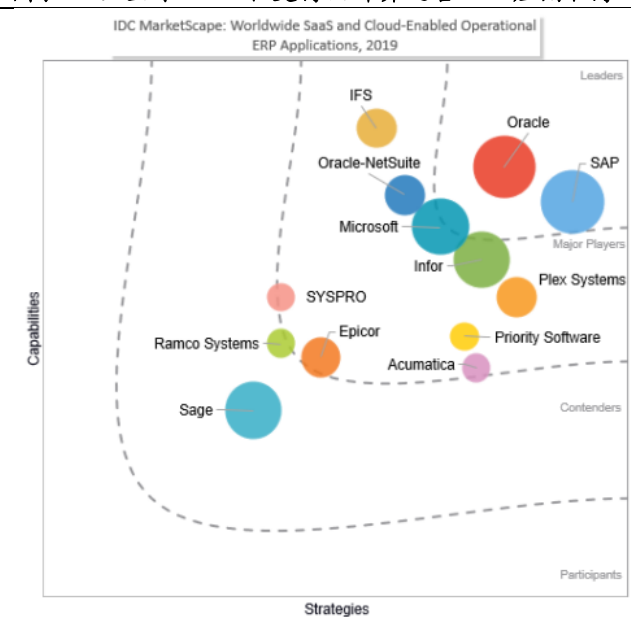 IDC MarketScape: Worldwide SaaS and Cloud-Enabled Operational
ERP Applications, 2019
Leaders
IFS
Oracle
Oracle-NetSuite
SAP
Microsoft
Major Players
Infor
Plex Systems
SYSPRO
Epicor
Priority Software
Ramco Systems
Acumatica
Sage
Contenders
Participants
Capabilities
Strategies